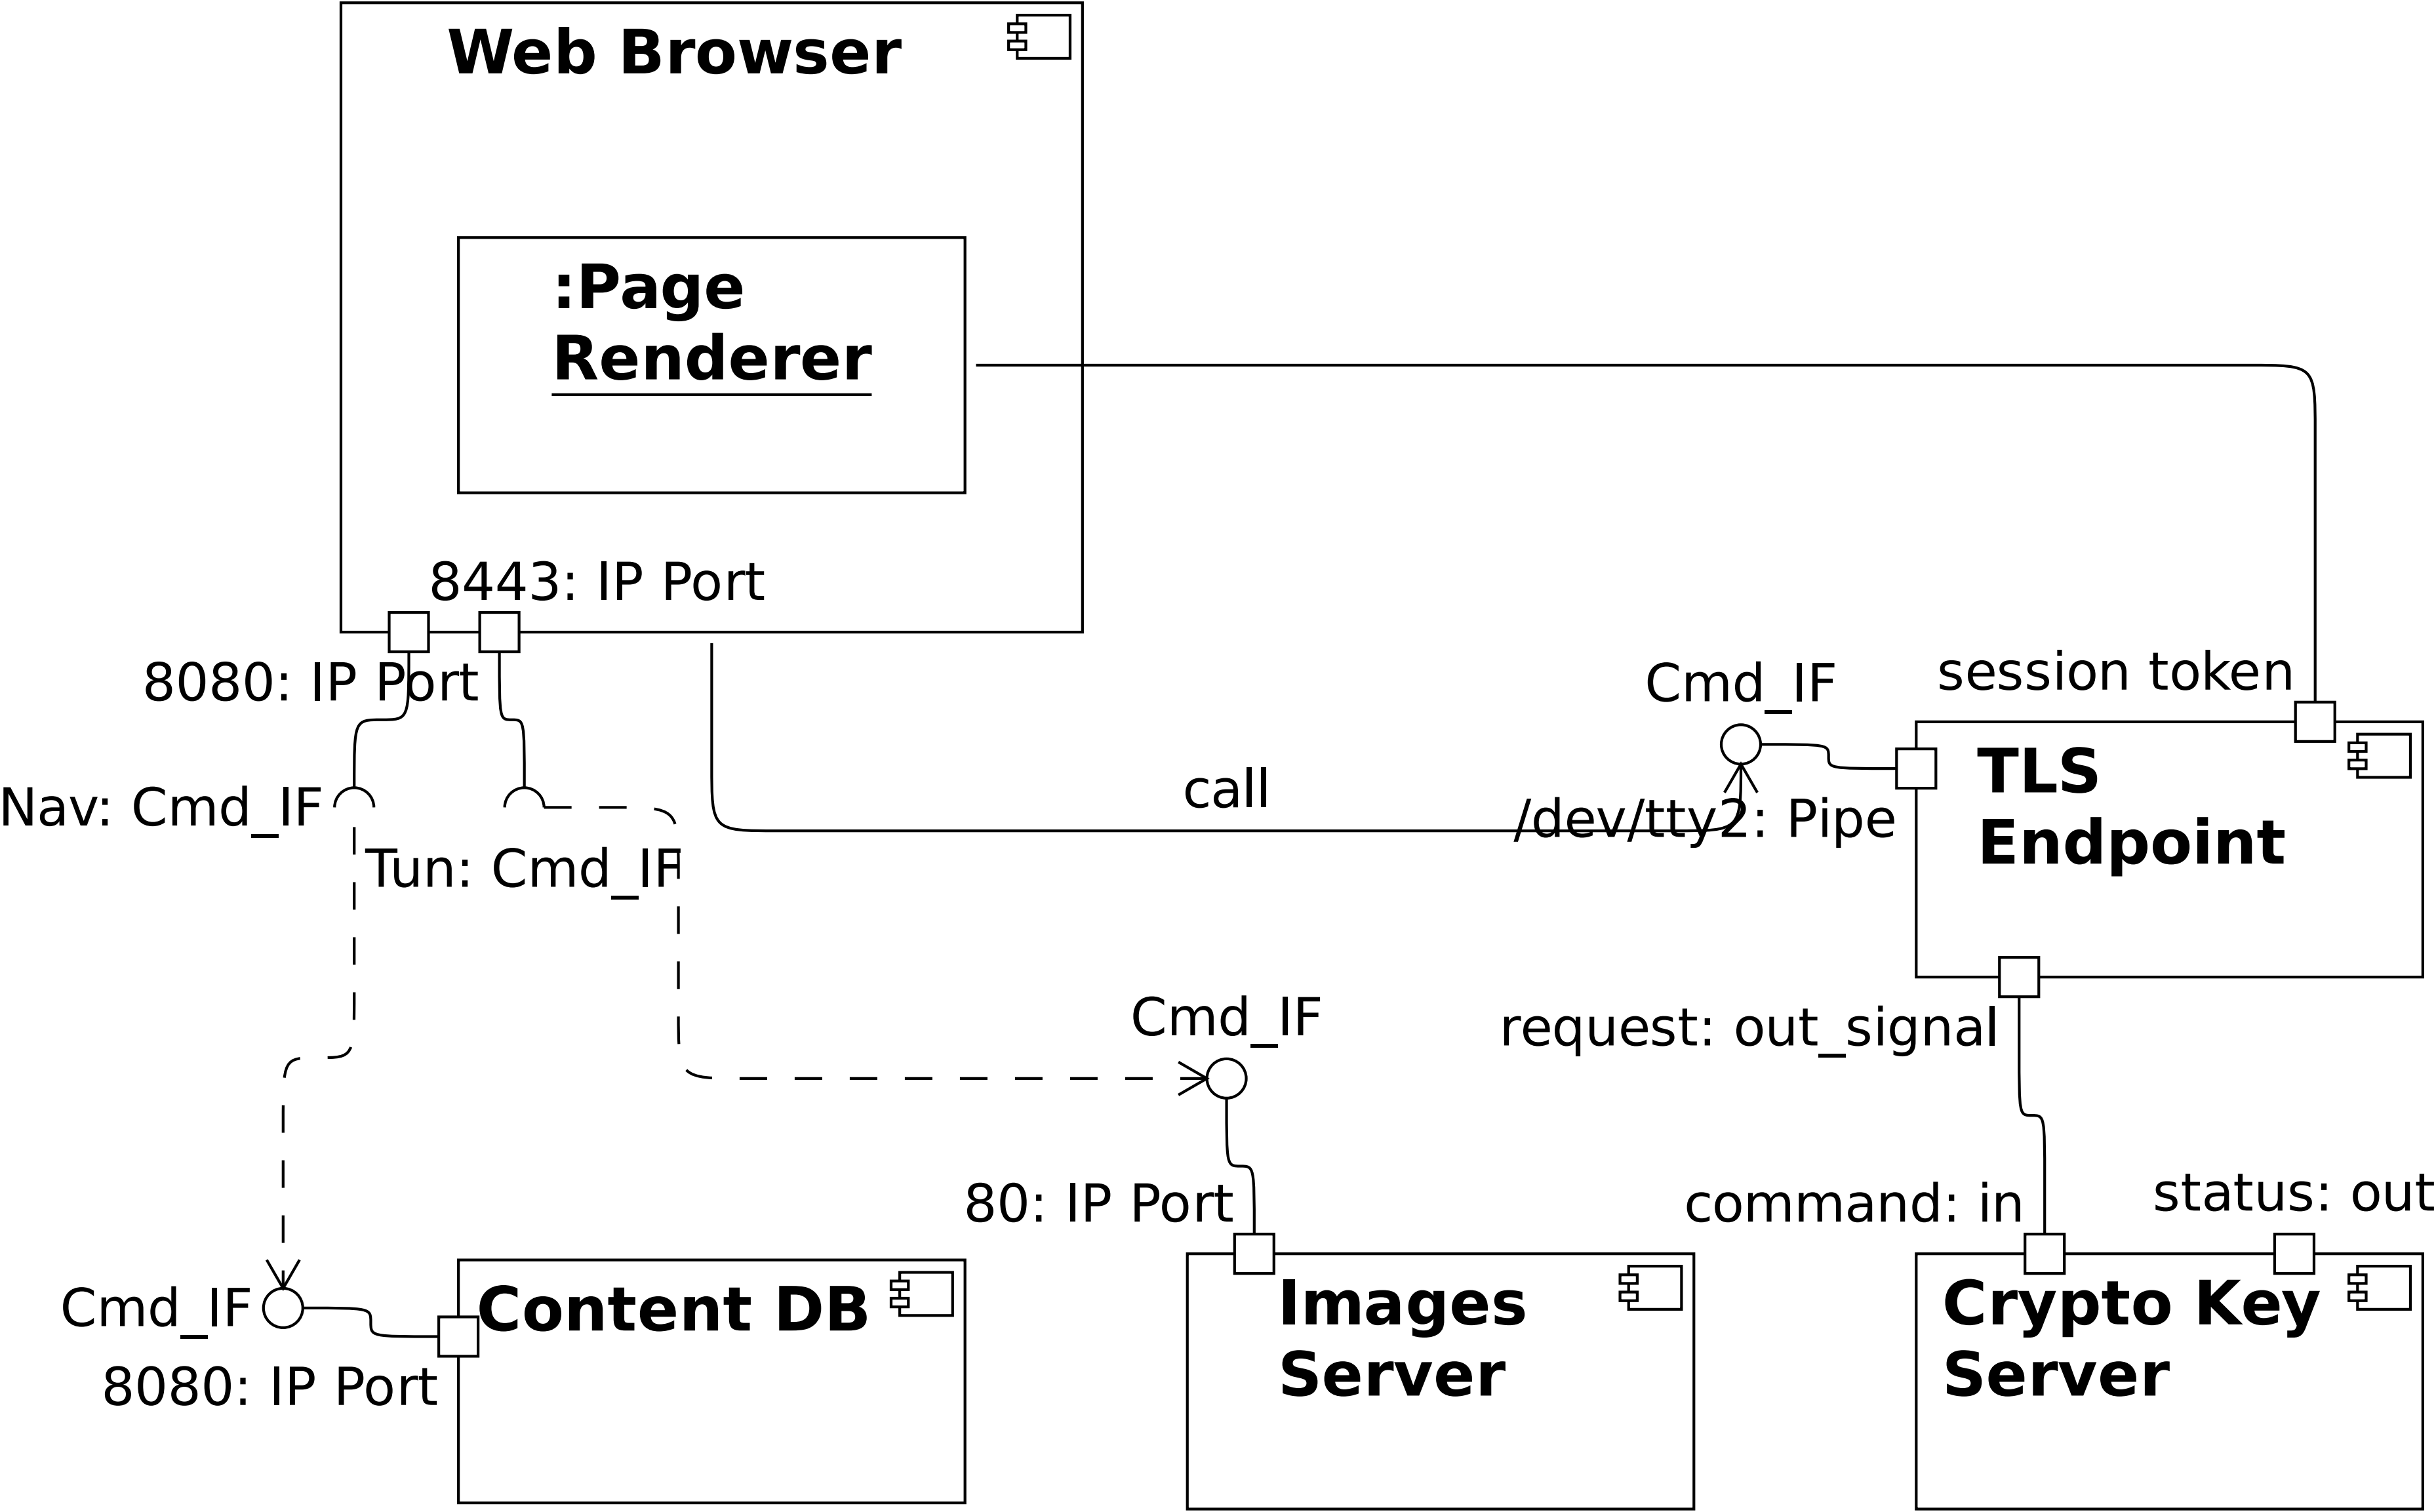 Web Browser
:Page
Renderer
8443: IP Port
8080: IP Port
Nav: Cmd_IF
Tun: Cmd_IF
call
Cmd_IF
session token
/dev/tty2: Pipe
TLS
Endpoint
request: out_signal
Cmd_IF
80: IP Port
command: in
status: out
Cmd_IF
8080: IP Port
Content DB
Images
Server
Crypto Key
Server